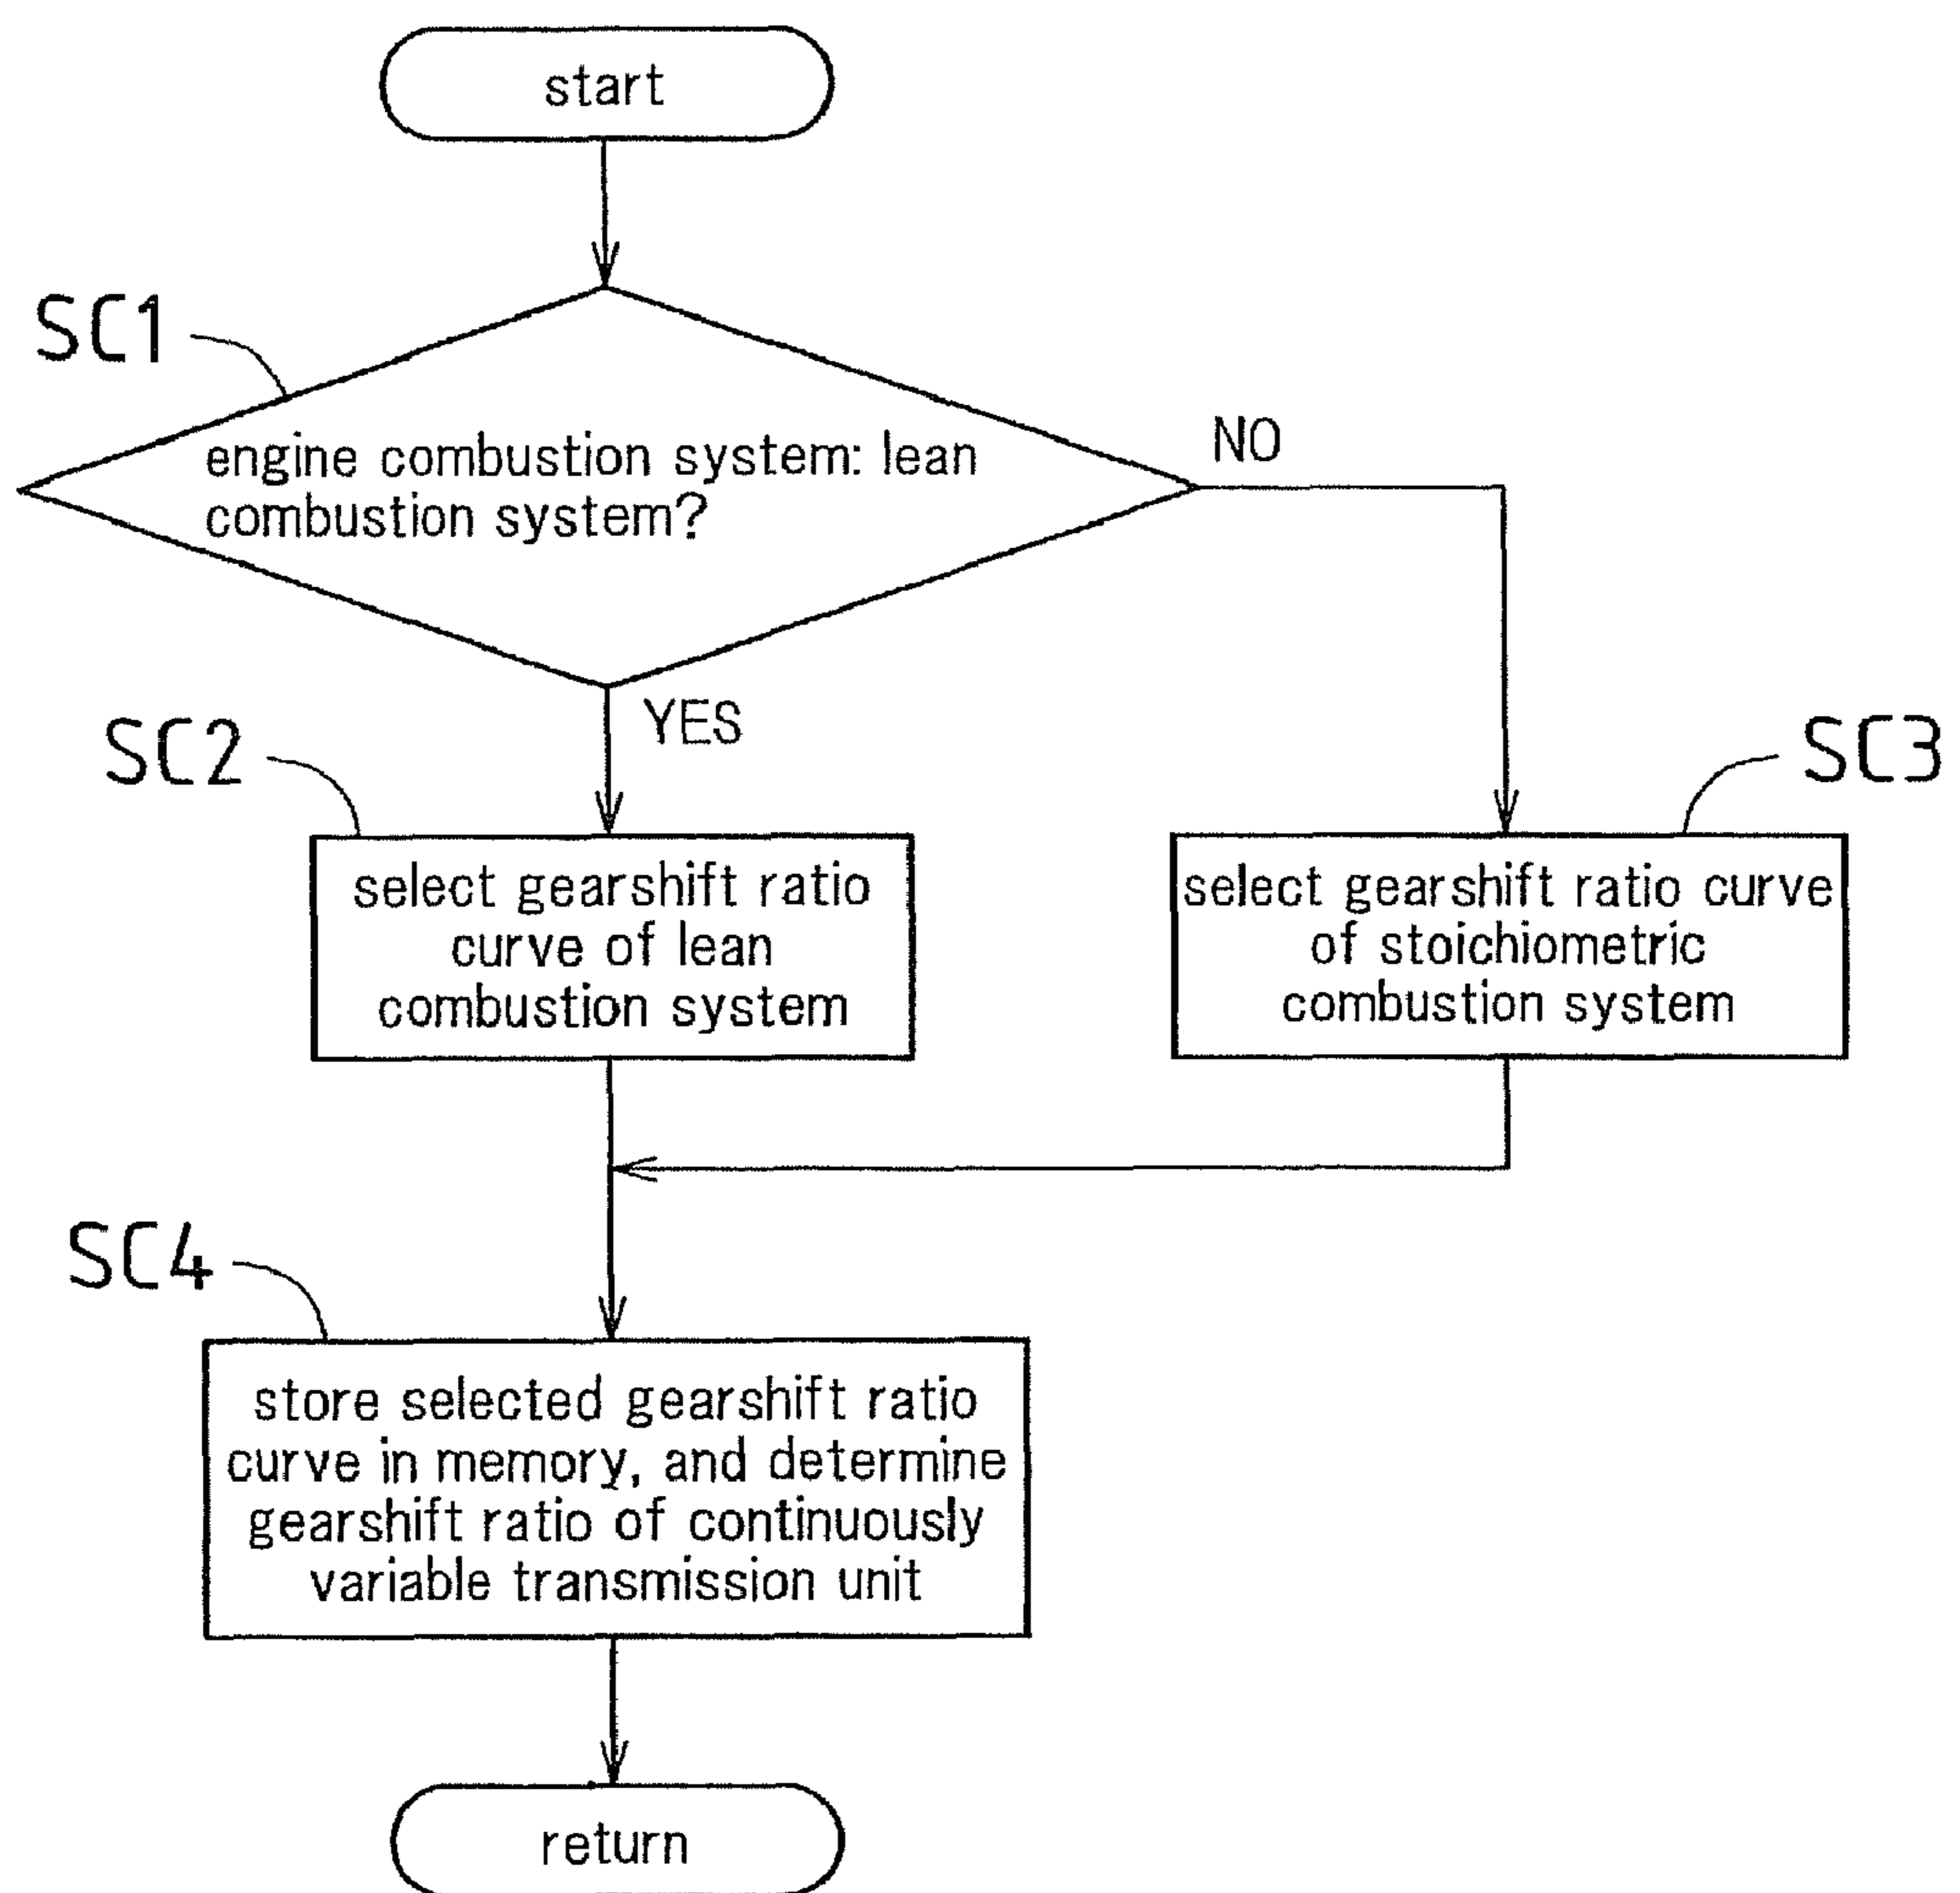 start
SC1
engine combustion system: lean
combustion system?
NO
YES
SC2
select gearshift ratio
curve of lean
combustion system
SC3
select gearshift ratio curve
of stoichiometric
combustion system
SC4
store selected gearshift ratio
curve in memory, and determine
gearshift ratio of continuously
variable transmission unit
return